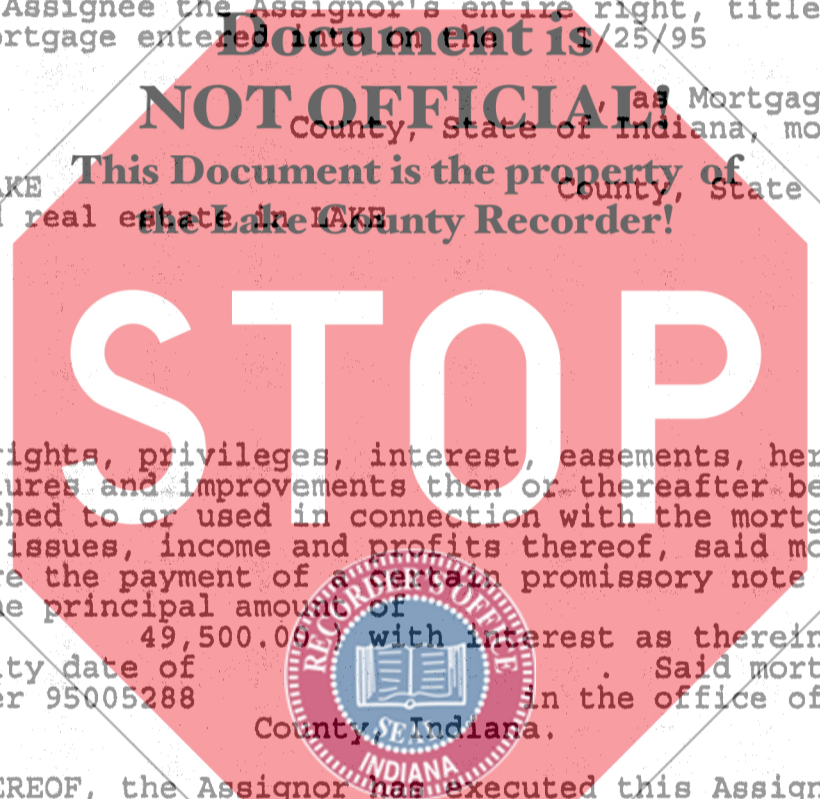 Assignee the Assignor's entire right, title
rtgage entered into on the 1/25/95
Document is
, as Mortgag
NOT OFFICIAL!
County, State of Indiana, mo
This Document is the property of
AKE County, State
real estate in LAKE
the Lake County Recorder!
STOP
rights, privileges, interest, easements, her
ures and improvements then or thereafter be
hed to or used in connection with the mortg
issues, income and profits thereof, said mo
re the payment of a certain promissory note
e principal amount of
49,500.00 ) with interest as therein
ty date of . Said mort
er 95005288 in the office of
County, Indiana.
RECORDER'S OFFICE
SEAL
INDIANA
EREOF, the Assignor has executed this Assign